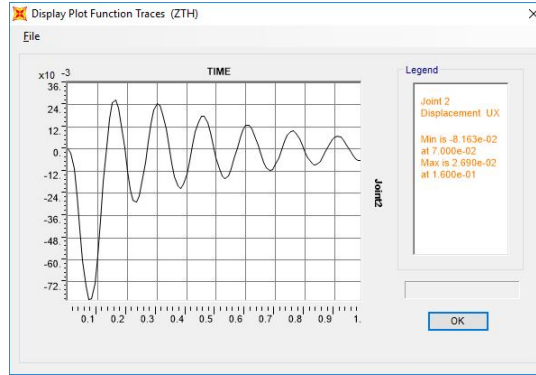 Display Plot Function Traces (ZTH)
File
x10 -3
TIME
36.
24.
12.
0.
-12.
-24.
-36.
-48.
-60.
-72.
0.1 0.2 0.3 0.4 0.5 0.6 0.7 0.8 0.9 1.
Joint2
Legend
Joint 2
Displacement UX
Min is -8.163e-02
at 7.000e-02
Max is 2.690e-02
at 1.600e-01
OK